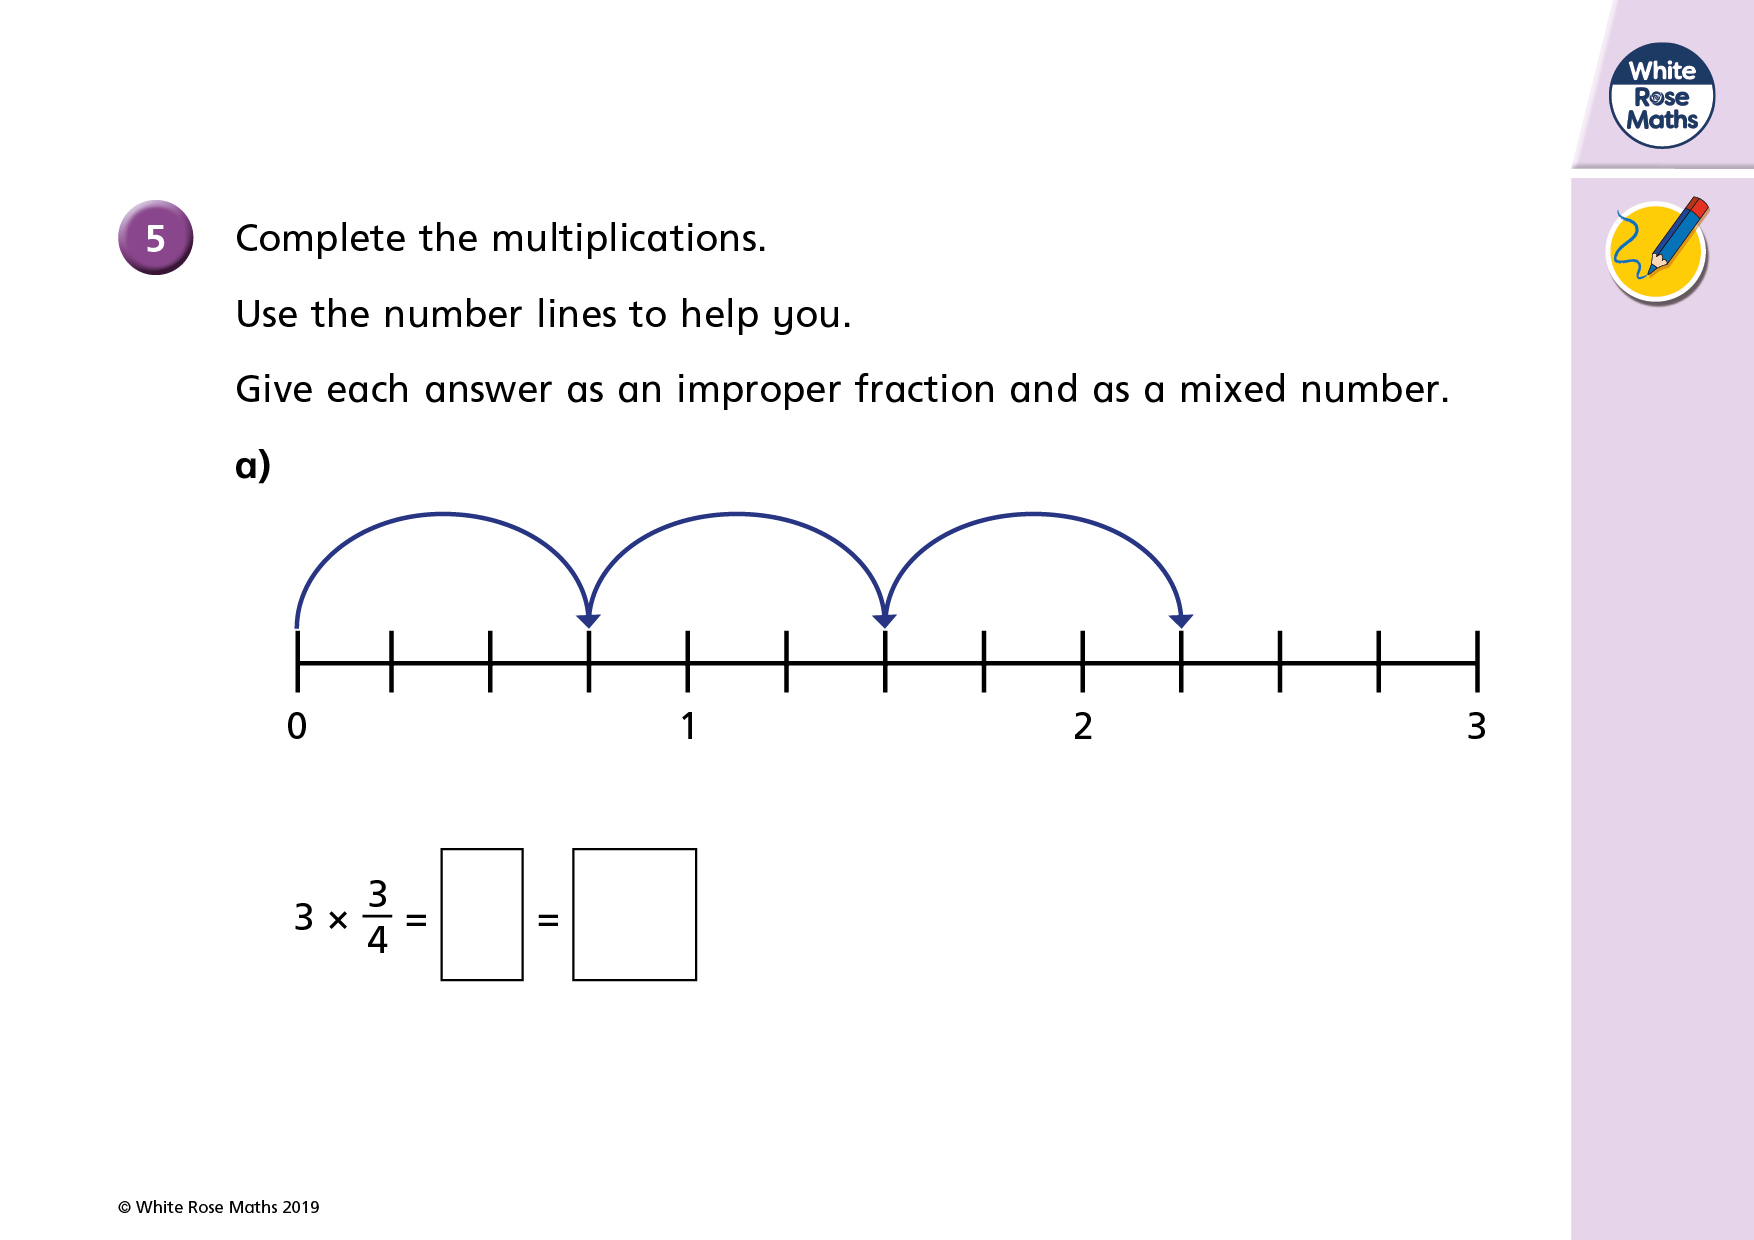 White
Rose
Maths
5 Complete the multiplications.
Use the number lines to help you.
Give each answer as an improper fraction and as a mixed number.
a)
0 1 2 3
3 × 3/4 = =
© White Rose Maths 2019